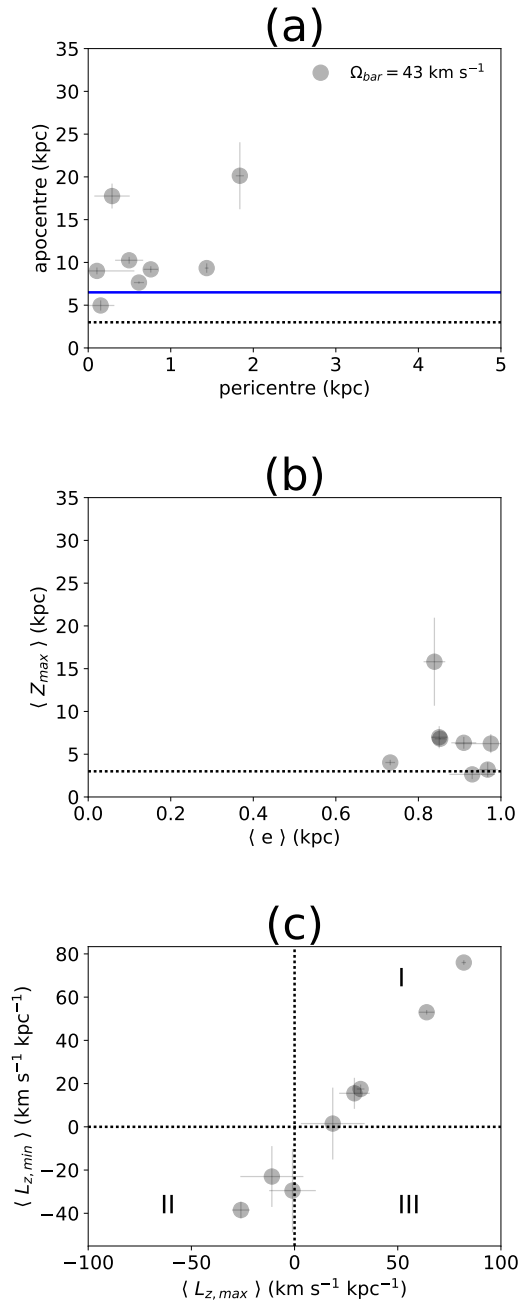 (a)
35
30
25
20
15
10
5
0
apocentre (kpc)
Ω_bar = 43 km s⁻¹
0 1 2 3 4 5
pericentre (kpc)
(b)
35
30
25
20
15
10
5
0
⟨ Z_max ⟩ (kpc)
0.0 0.2 0.4 0.6 0.8 1.0
⟨ e ⟩ (kpc)
(c)
80
60
40
20
0
−20
−40
⟨ L_z,min ⟩ (km s⁻¹ kpc⁻¹)
I
II III
−100 −50 0 50 100
⟨ L_z,max ⟩ (km s⁻¹ kpc⁻¹)